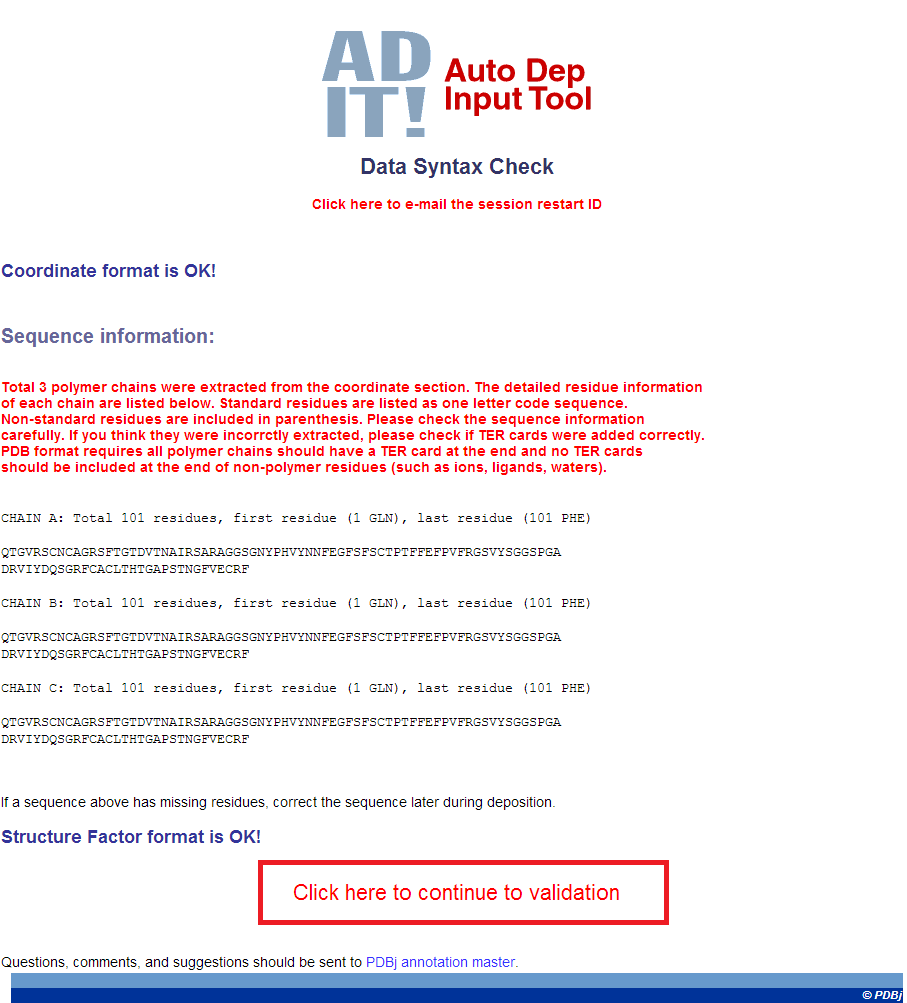 AD
IT!
Auto Dep
Input Tool
Data Syntax Check
Click here to e-mail the session restart ID
Coordinate format is OK!
Sequence information:
Total 3 polymer chains were extracted from the coordinate section. The detailed residue information
of each chain are listed below. Standard residues are listed as one letter code sequence.
Non-standard residues are included in parenthesis. Please check the sequence information
carefully. If you think they were incorrctly extracted, please check if TER cards were added correctly.
PDB format requires all polymer chains should have a TER card at the end and no TER cards
should be included at the end of non-polymer residues (such as ions, ligands, waters).
CHAIN A: Total 101 residues, first residue (1 GLN), last residue (101 PHE)
QTGVRSCNCAGRSFTGTDVTNAIRSARAGGSGNYPHVYNNFEGFSFSCTPTFFEFPVFRGSVYSGGSPGA
DRVIYDQSGRFCACLTHTGAPSTNGFVECRF
CHAIN B: Total 101 residues, first residue (1 GLN), last residue (101 PHE)
QTGVRSCNCAGRSFTGTDVTNAIRSARAGGSGNYPHVYNNFEGFSFSCTPTFFEFPVFRGSVYSGGSPGA
DRVIYDQSGRFCACLTHTGAPSTNGFVECRF
CHAIN C: Total 101 residues, first residue (1 GLN), last residue (101 PHE)
QTGVRSCNCAGRSFTGTDVTNAIRSARAGGSGNYPHVYNNFEGFSFSCTPTFFEFPVFRGSVYSGGSPGA
DRVIYDQSGRFCACLTHTGAPSTNGFVECRF
If a sequence above has missing residues, correct the sequence later during deposition.
Structure Factor format is OK!
Click here to continue to validation
Questions, comments, and suggestions should be sent to PDBj annotation master.
© PDBj